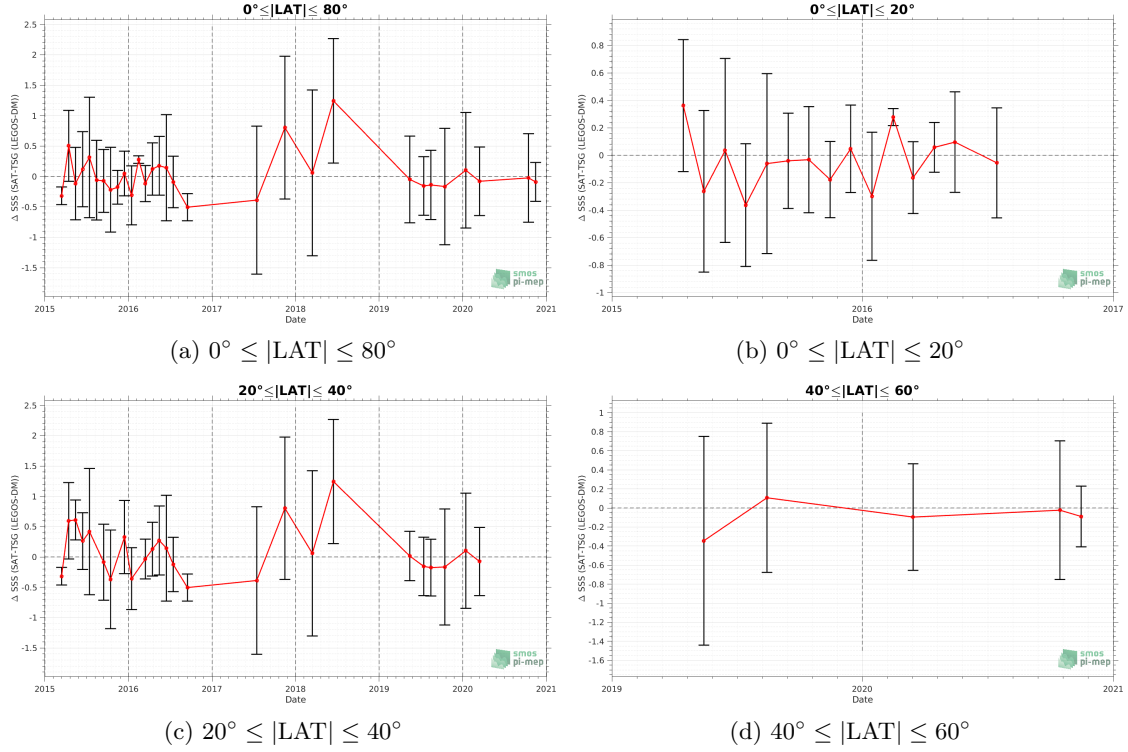 0°≤|LAT|≤ 80°
2.5
2
1.5
1
0.5
0
-0.5
-1
-1.5
Δ SSS (SAT-TSG (LEGOS-DM))
2015 2016 2017 2018 2019 2020 2021
Date
smos
pi-mep
(a) 0° ≤ |LAT| ≤ 80°
0°≤|LAT|≤ 20°
0.8
0.6
0.4
0.2
0
-0.2
-0.4
-0.6
-0.8
-1
Δ SSS (SAT-TSG (LEGOS-DM))
2015 2016 2017
Date
smos
pi-mep
(b) 0° ≤ |LAT| ≤ 20°
20°≤|LAT|≤ 40°
2.5
2
1.5
1
0.5
0
-0.5
-1
-1.5
Δ SSS (SAT-TSG (LEGOS-DM))
2015 2016 2017 2018 2019 2020 2021
Date
smos
pi-mep
(c) 20° ≤ |LAT| ≤ 40°
40°≤|LAT|≤ 60°
1
0.8
0.6
0.4
0.2
0
-0.2
-0.4
-0.6
-0.8
-1
-1.2
-1.4
-1.6
Δ SSS (SAT-TSG (LEGOS-DM))
2019 2020 2021
Date
smos
pi-mep
(d) 40° ≤ |LAT| ≤ 60°